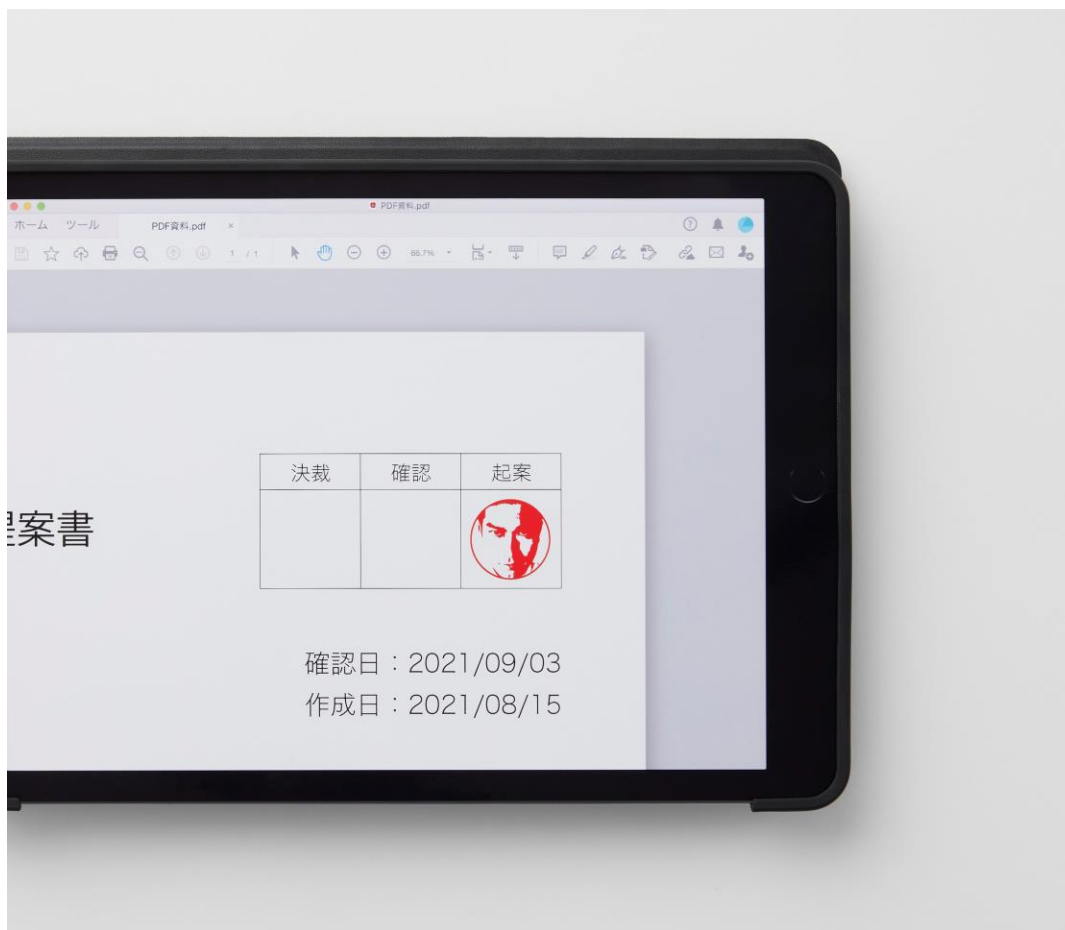 PDF資料.pdf
ホーム ツール PDF資料.pdf ×
1 / 1 66.7%
決裁 確認 起案
案書
確認日：2021/09/03
作成日：2021/08/15